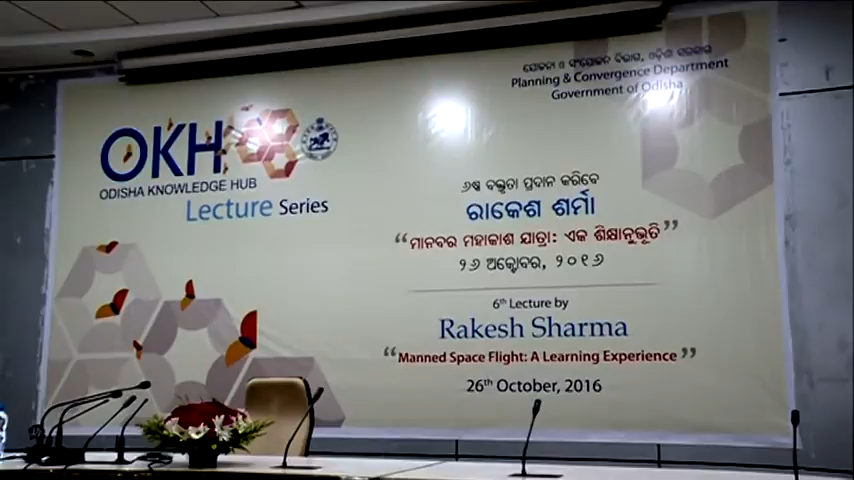 ଯୋଜନା ଓ ସଂଯୋଜନ ବିଭାଗ, ଓଡ଼ିଶା ସରକାର
Planning & Convergence Department
Government of Odisha
OKH
ODISHA KNOWLEDGE HUB
Lecture Series
୬ଷ୍ଠ ବକ୍ତୃତା ପ୍ରଦାନ କରିବେ
ରାକେଶ ଶର୍ମା
“ମାନବର ମହାକାଶ ଯାତ୍ରା: ଏକ ଶିକ୍ଷାନୁଭୂତି”
୨୬ ଅକ୍ଟୋବର, ୨୦୧୬
6th Lecture by
Rakesh Sharma
“Manned Space Flight: A Learning Experience”
26th October, 2016